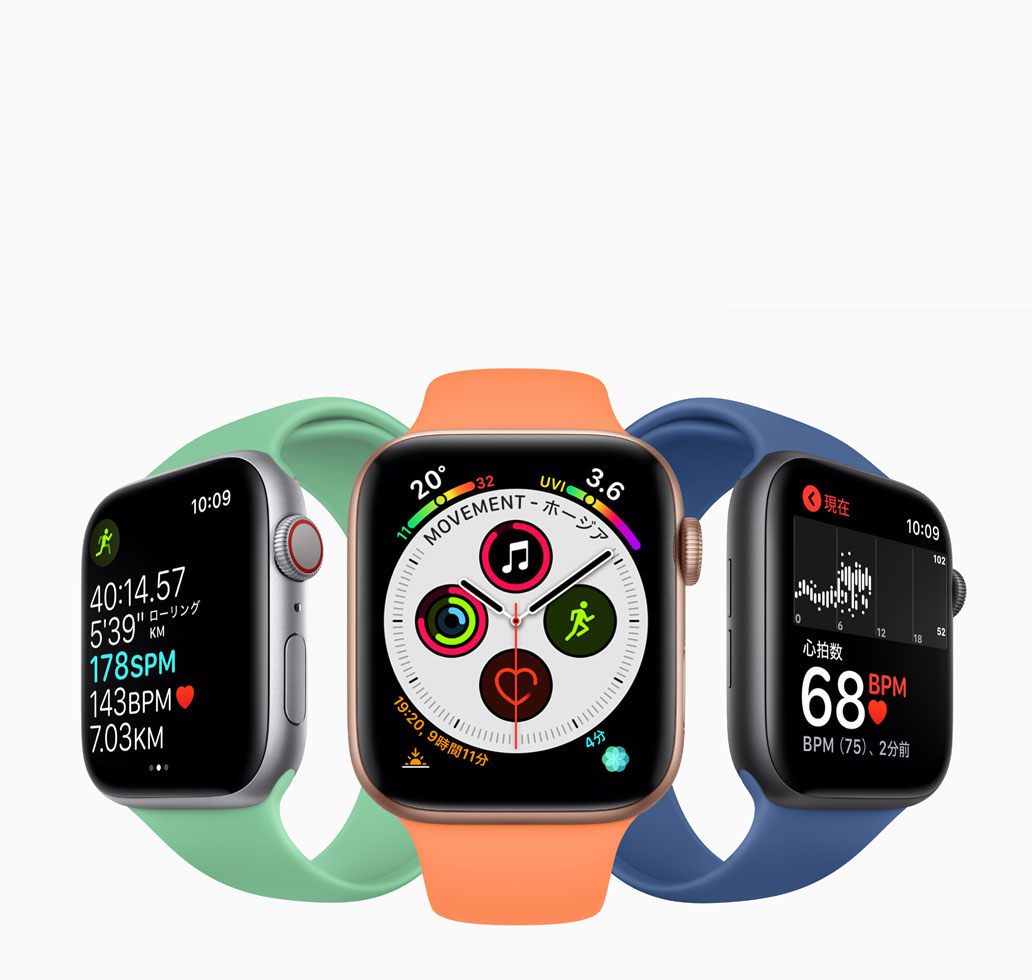 10:09
40:14.57
5'39" ローリング
KM
178SPM
143BPM
7.03KM
20°
11
32
UVI
3.6
MOVEMENT - ホージア
19:20, 9時間11分
4分
現在
10:09
102
0
6
12
18
52
心拍数
68 BPM
BPM（75）、2分前